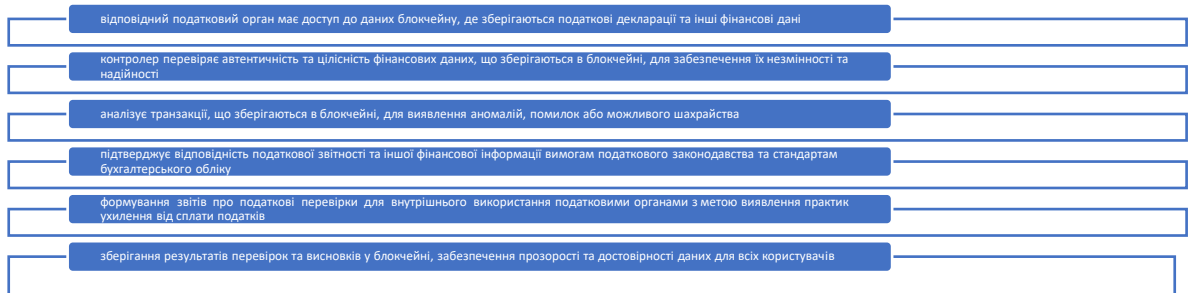 відповідний податковий орган має доступ до даних блокчейну, де зберігаються податкові декларації та інші фінансові дані
контролер перевіряє автентичність та цілісність фінансових даних, що зберігаються в блокчейні, для забезпечення їх незмінності та
надійності
аналізує транзакції, що зберігаються в блокчейні, для виявлення аномалій, помилок або можливого шахрайства
підтверджує відповідність податкової звітності та іншої фінансової інформації вимогам податкового законодавства та стандартам
бухгалтерського обліку
формування звітів про податкові перевірки для внутрішнього використання податковими органами з метою виявлення практик
ухилення від сплати податків
зберігання результатів перевірок та висновків у блокчейні, забезпечення прозорості та достовірності даних для всіх користувачів